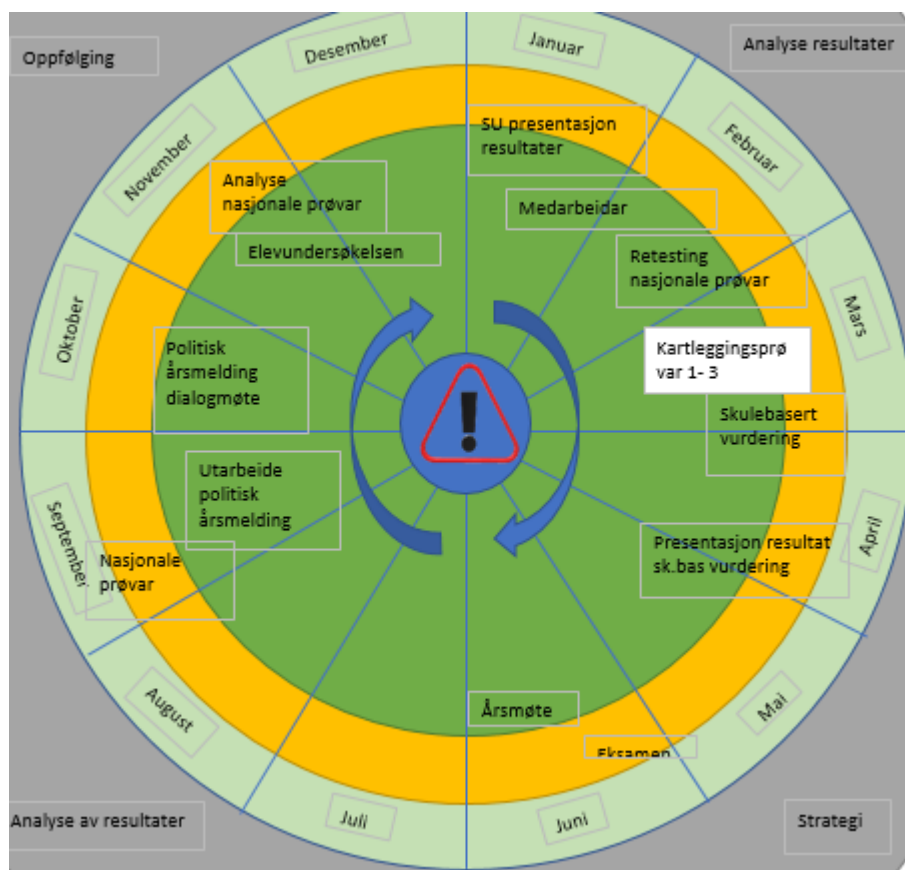 Oppfølging
Desember
Januar
Analyse resultater
November
Februar
SU presentasjon
resultater
Analyse
nasjonale prøvar
Medarbeidar
Elevundersøkelsen
Retesting
nasjonale prøvar
Oktober
Mars
Politisk
årsmelding
dialogmøte
Kartleggingsprø
var 1- 3
Skulebasert
vurdering
Utarbeide
politisk
årsmelding
September
April
Nasjonale
prøvar
Presentasjon resultat
sk.bas vurdering
August
Mai
Årsmøte
Eksamen
Juli
Juni
Analyse av resultater
Strategi